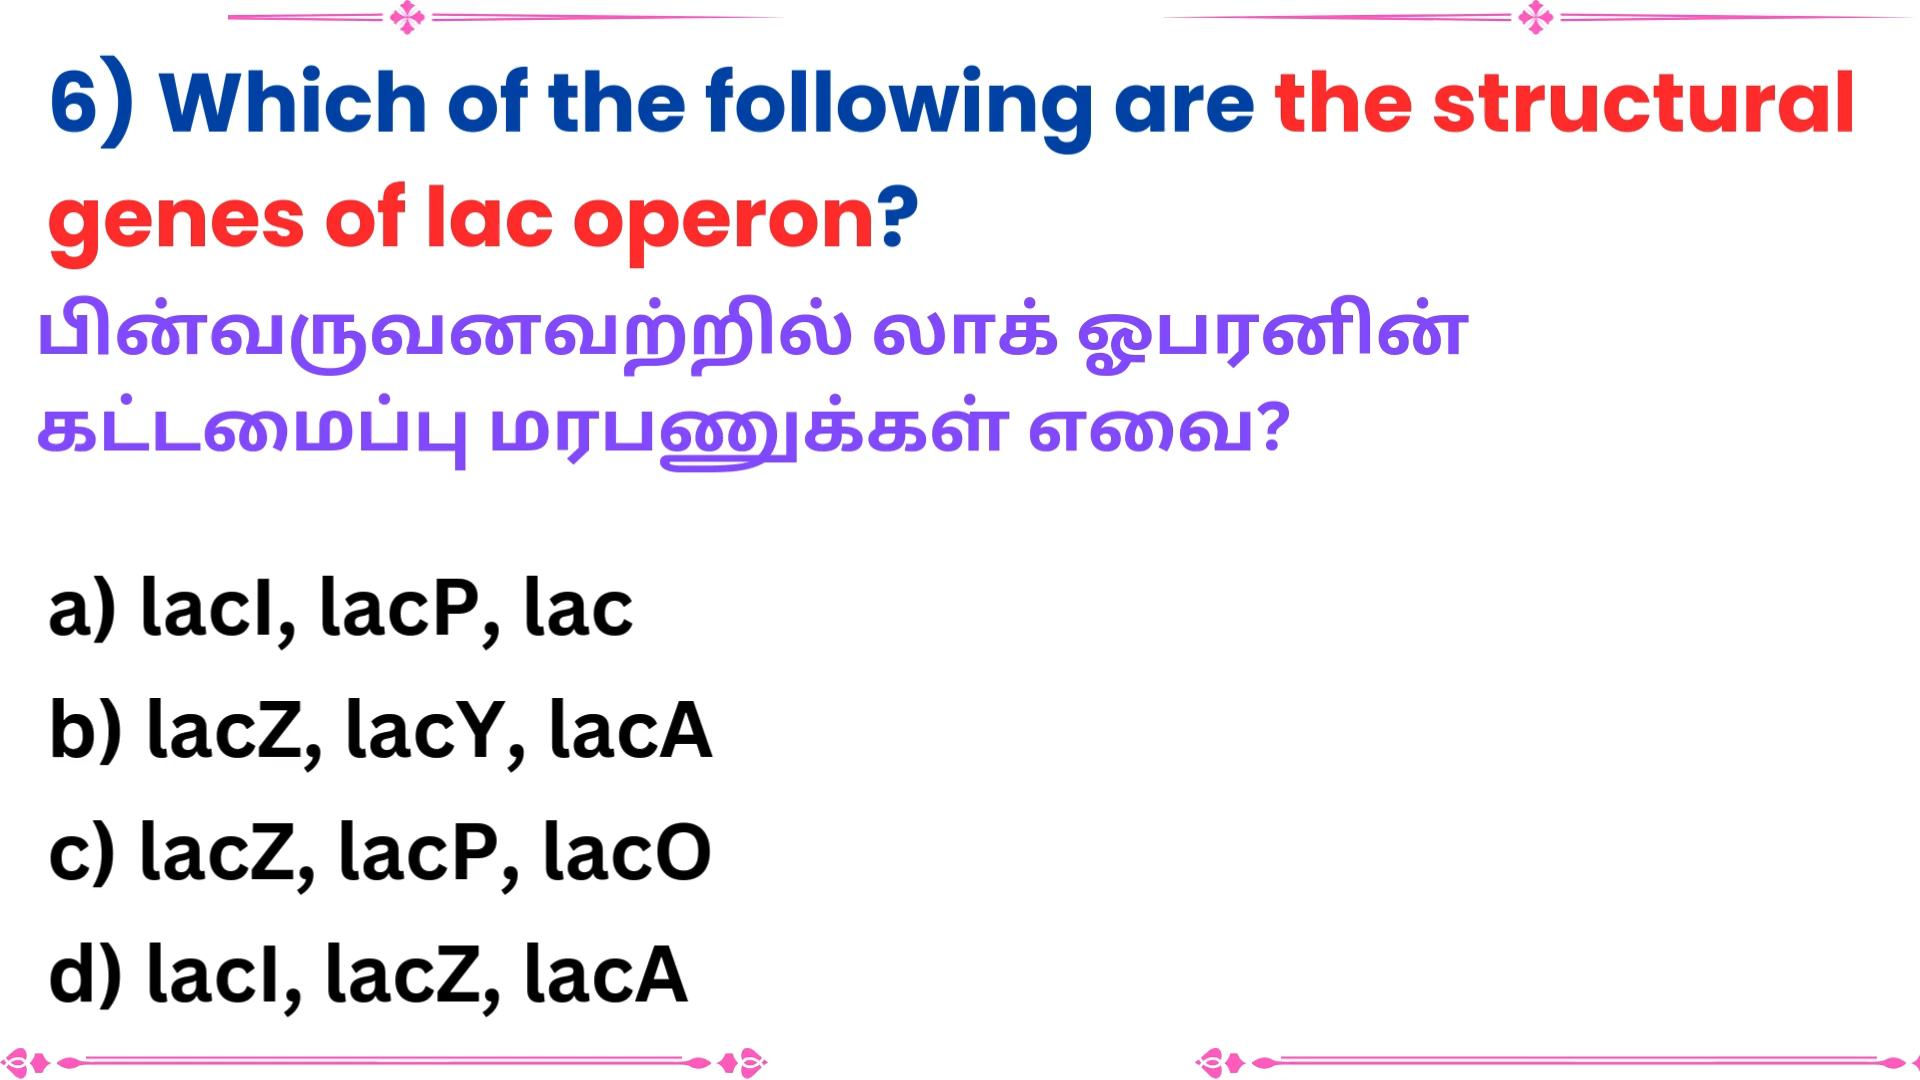 6) Which of the following are the structural
genes of lac operon?
பின்வருவனவற்றில் லாக் ஓபரனின்
கட்டமைப்பு மரபணுக்கள் எவை?
a) lacI, lacP, lac
b) lacZ, lacY, lacA
c) lacZ, lacP, lacO
d) lacI, lacZ, lacA